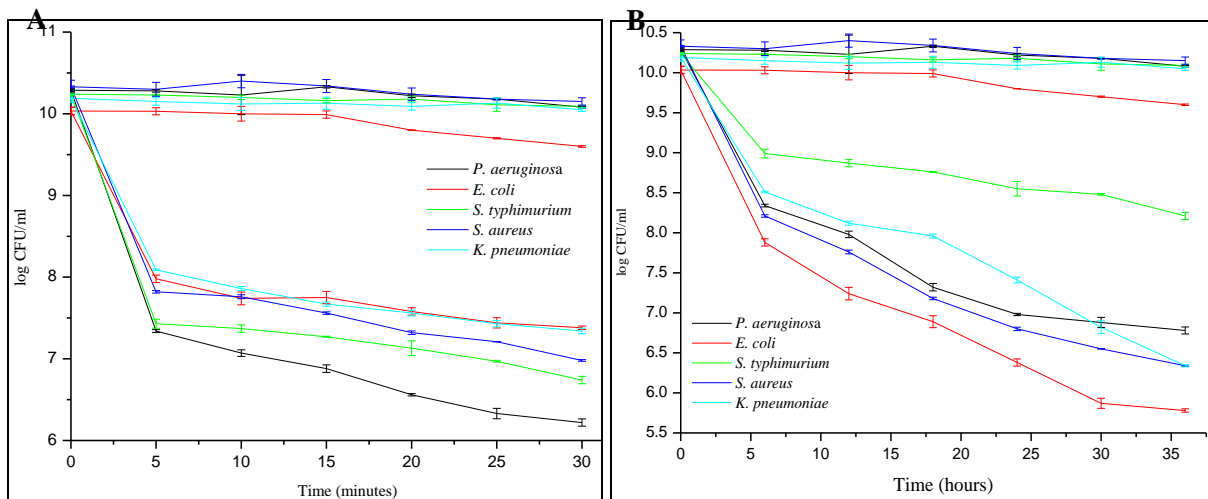 A
11
10
9
8
7
6
log CFU/ml
P. aeruginosa
E. coli
S. typhimurium
S. aureus
K. pneumoniae
0 5 10 15 20 25 30
Time (minutes)
B
10.5
10.0
9.5
9.0
8.5
8.0
7.5
7.0
6.5
6.0
5.5
log CFU/ml
P. aeruginosa
E. coli
S. typhimurium
S. aureus
K. pneumoniae
0 5 10 15 20 25 30 35
Time (hours)